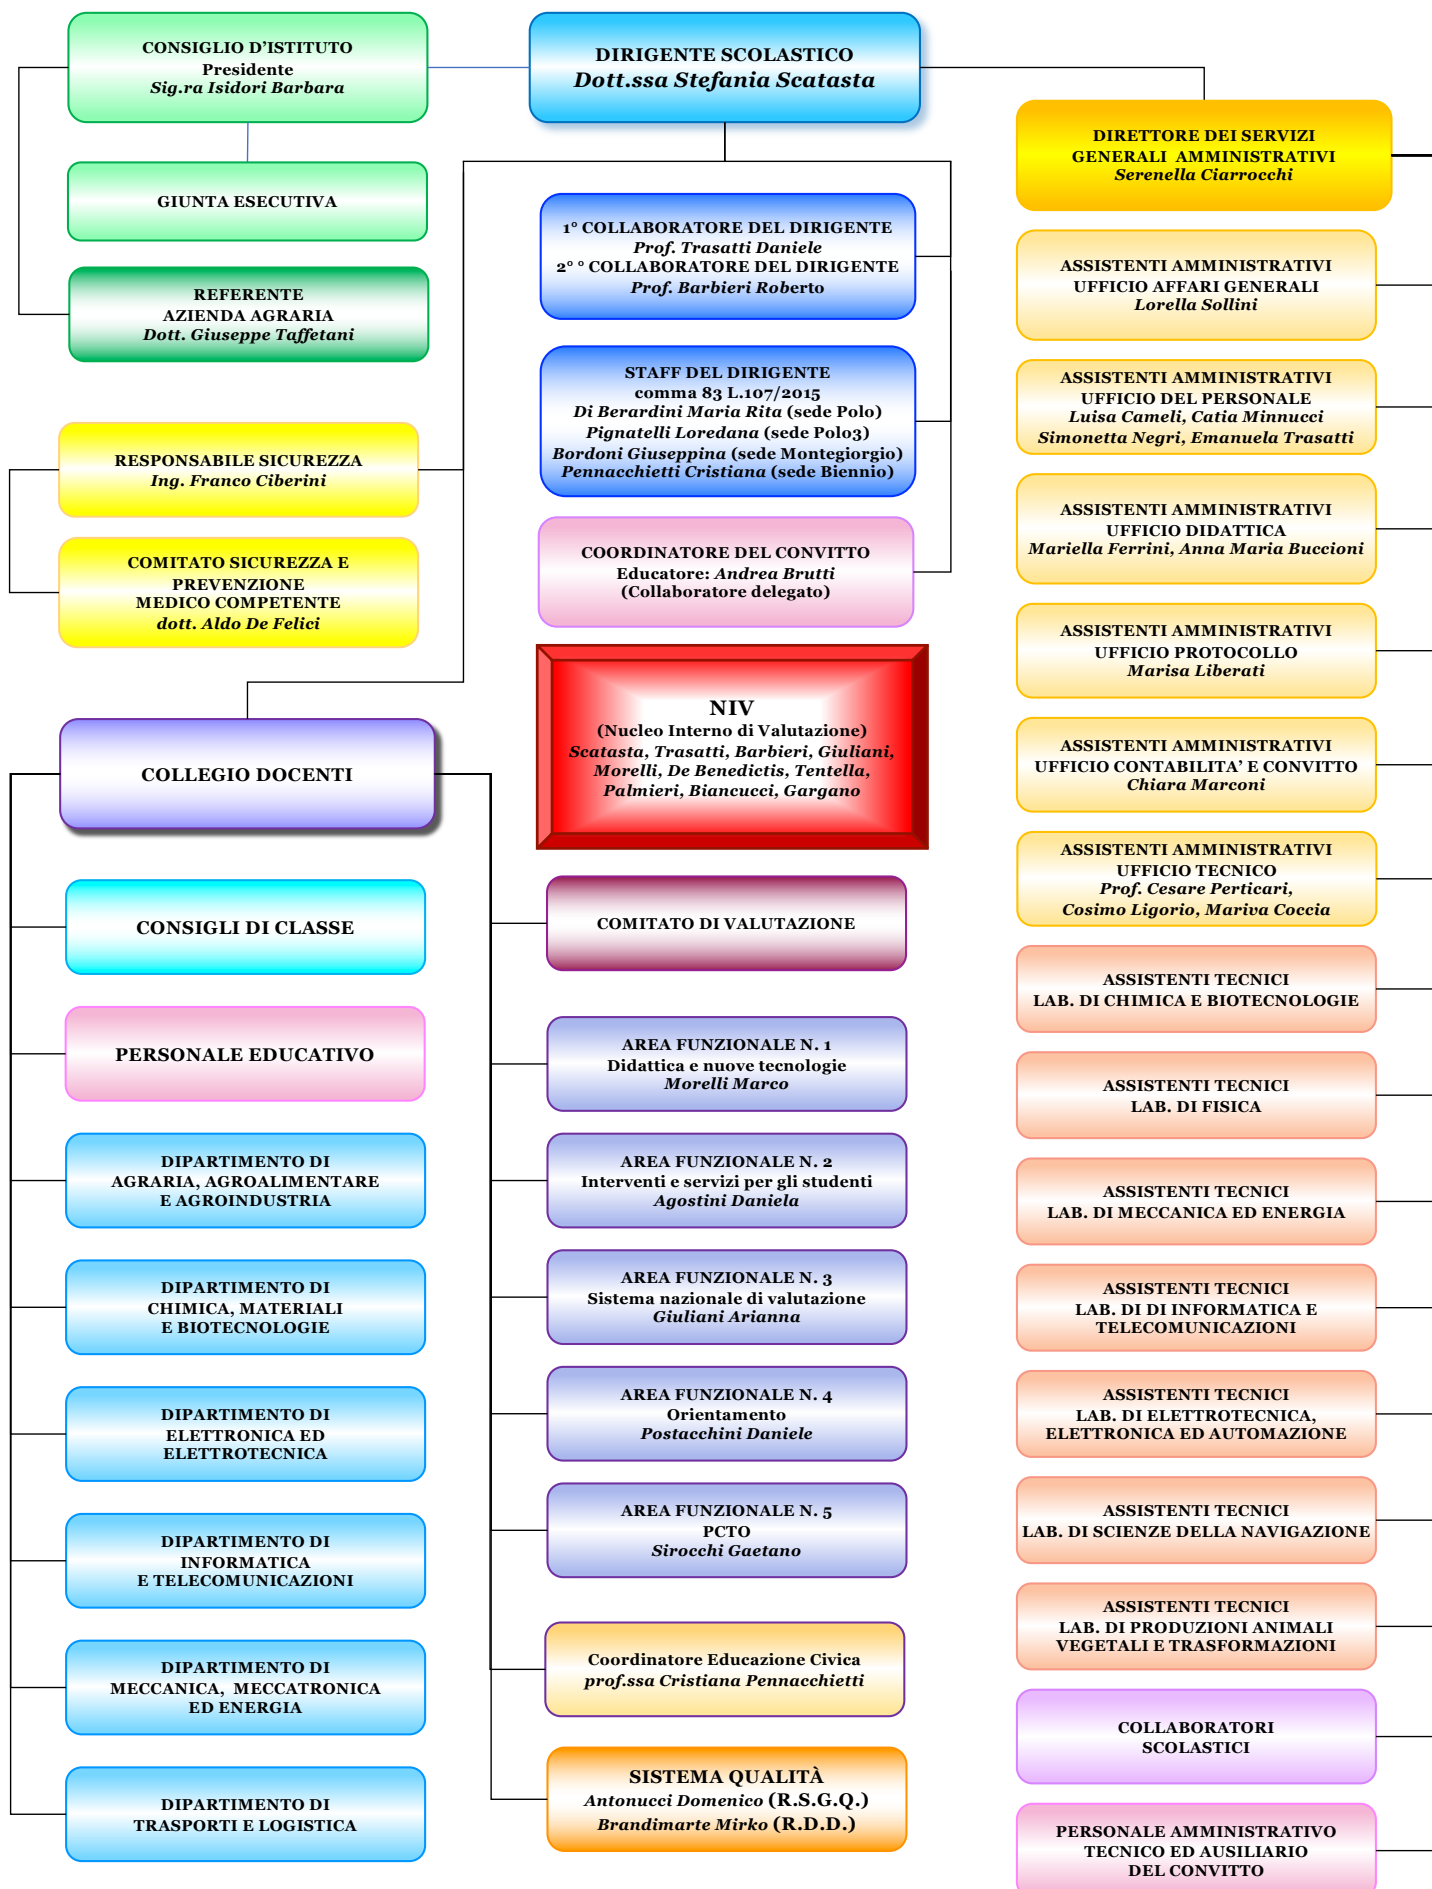 CONSIGLIO D'ISTITUTO
Presidente
Sig.ra Isidori Barbara
GIUNTA ESECUTIVA
REFERENTE
AZIENDA AGRARIA
Dott. Giuseppe Taffetani
RESPONSABILE SICUREZZA
Ing. Franco Ciberini
COMITATO SICUREZZA E
PREVENZIONE
MEDICO COMPETENTE
dott. Aldo De Felici
COLLEGIO DOCENTI
CONSIGLI DI CLASSE
PERSONALE EDUCATIVO
DIPARTIMENTO DI
AGRARIA, AGROALIMENTARE
E AGROINDUSTRIA
DIPARTIMENTO DI
CHIMICA, MATERIALI
E BIOTECNOLOGIE
DIPARTIMENTO DI
ELETTRONICA ED
ELETTROTECNICA
DIPARTIMENTO DI
INFORMATICA
E TELECOMUNICAZIONI
DIPARTIMENTO DI
MECCANICA, MECCATRONICA
ED ENERGIA
DIPARTIMENTO DI
TRASPORTI E LOGISTICA
DIRIGENTE SCOLASTICO
Dott.ssa Stefania Scatasta
1° COLLABORATORE DEL DIRIGENTE
Prof. Trasatti Daniele
2° ° COLLABORATORE DEL DIRIGENTE
Prof. Barbieri Roberto
STAFF DEL DIRIGENTE
comma 83 L.107/2015
Di Berardini Maria Rita (sede Polo)
Pignatelli Loredana (sede Polo3)
Bordoni Giuseppina (sede Montegiorgio)
Pennacchietti Cristiana (sede Biennio)
COORDINATORE DEL CONVITTO
Educatore: Andrea Brutti
(Collaboratore delegato)
NIV
(Nucleo Interno di Valutazione)
Scatasta, Trasatti, Barbieri, Giuliani,
Morelli, De Benedictis, Tentella,
Palmieri, Biancucci, Gargano
COMITATO DI VALUTAZIONE
AREA FUNZIONALE N. 1
Didattica e nuove tecnologie
Morelli Marco
AREA FUNZIONALE N. 2
Interventi e servizi per gli studenti
Agostini Daniela
AREA FUNZIONALE N. 3
Sistema nazionale di valutazione
Giuliani Arianna
AREA FUNZIONALE N. 4
Orientamento
Postacchini Daniele
AREA FUNZIONALE N. 5
PCTO
Sirocchi Gaetano
Coordinatore Educazione Civica
prof.ssa Cristiana Pennacchietti
SISTEMA QUALITÀ
Antonucci Domenico (R.S.G.Q.)
Brandimarte Mirko (R.D.D.)
DIRETTORE DEI SERVIZI
GENERALI AMMINISTRATIVI
Serenella Ciarrocchi
ASSISTENTI AMMINISTRATIVI
UFFICIO AFFARI GENERALI
Lorella Sollini
ASSISTENTI AMMINISTRATIVI
UFFICIO DEL PERSONALE
Luisa Cameli, Catia Minnucci
Simonetta Negri, Emanuela Trasatti
ASSISTENTI AMMINISTRATIVI
UFFICIO DIDATTICA
Mariella Ferrini, Anna Maria Buccioni
ASSISTENTI AMMINISTRATIVI
UFFICIO PROTOCOLLO
Marisa Liberati
ASSISTENTI AMMINISTRATIVI
UFFICIO CONTABILITA' E CONVITTO
Chiara Marconi
ASSISTENTI AMMINISTRATIVI
UFFICIO TECNICO
Prof. Cesare Perticari,
Cosimo Ligorio, Mariva Coccia
ASSISTENTI TECNICI
LAB. DI CHIMICA E BIOTECNOLOGIE
ASSISTENTI TECNICI
LAB. DI FISICA
ASSISTENTI TECNICI
LAB. DI MECCANICA ED ENERGIA
ASSISTENTI TECNICI
LAB. DI DI INFORMATICA E
TELECOMUNICAZIONI
ASSISTENTI TECNICI
LAB. DI ELETTROTECNICA,
ELETTRONICA ED AUTOMAZIONE
ASSISTENTI TECNICI
LAB. DI SCIENZE DELLA NAVIGAZIONE
ASSISTENTI TECNICI
LAB. DI PRODUZIONI ANIMALI
VEGETALI E TRASFORMAZIONI
COLLABORATORI
SCOLASTICI
PERSONALE AMMINISTRATIVO
TECNICO ED AUSILIARIO
DEL CONVITTO